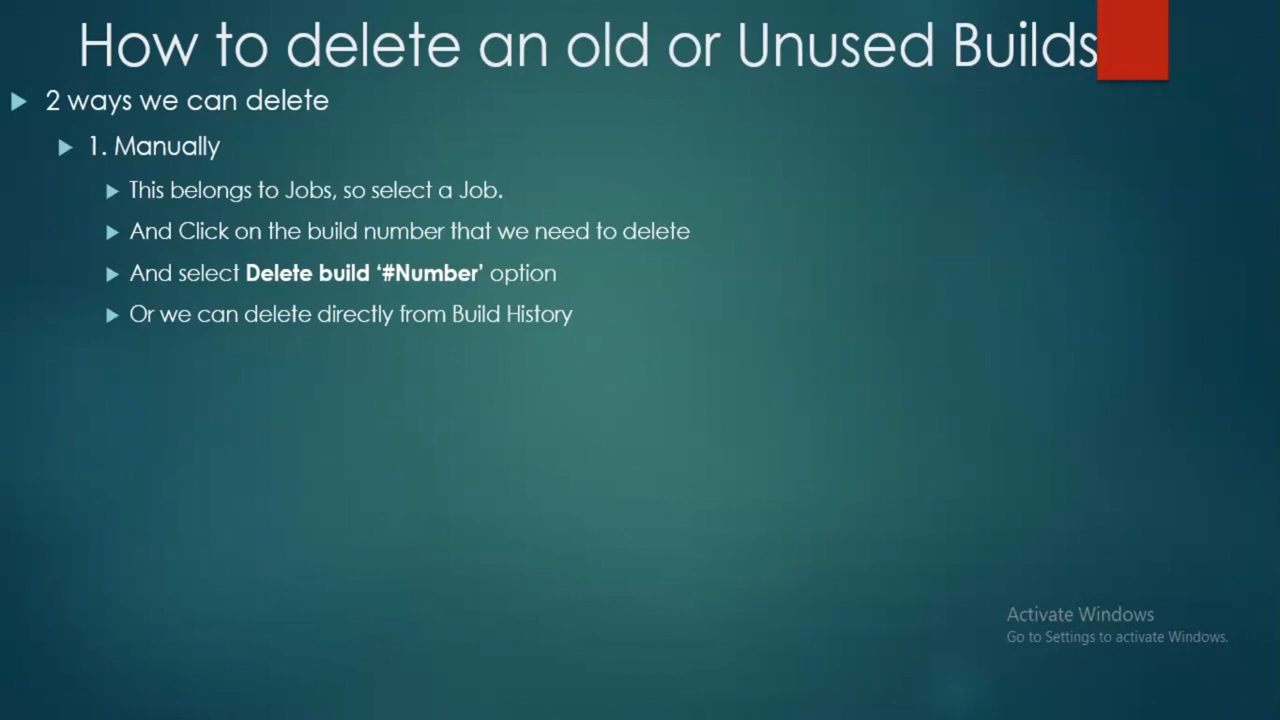 How to delete an old or Unused Builds
2 ways we can delete
1. Manually
This belongs to Jobs, so select a Job.
And Click on the build number that we need to delete
And select Delete build ‘#Number’ option
Or we can delete directly from Build History
Activate Windows
Go to Settings to activate Windows.